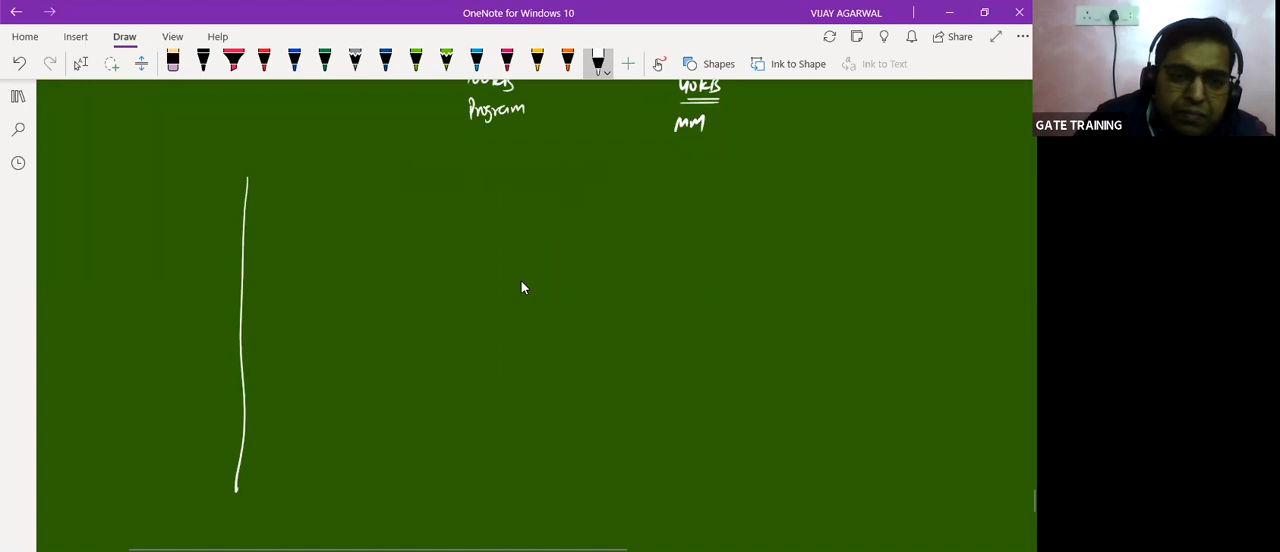 OneNote for Windows 10
VIJAY AGARWAL
Home
Insert
Draw
View
Help
Share
Shapes
Ink to Shape
Ink to Text
40KB
Program
MM
GATE TRAINING